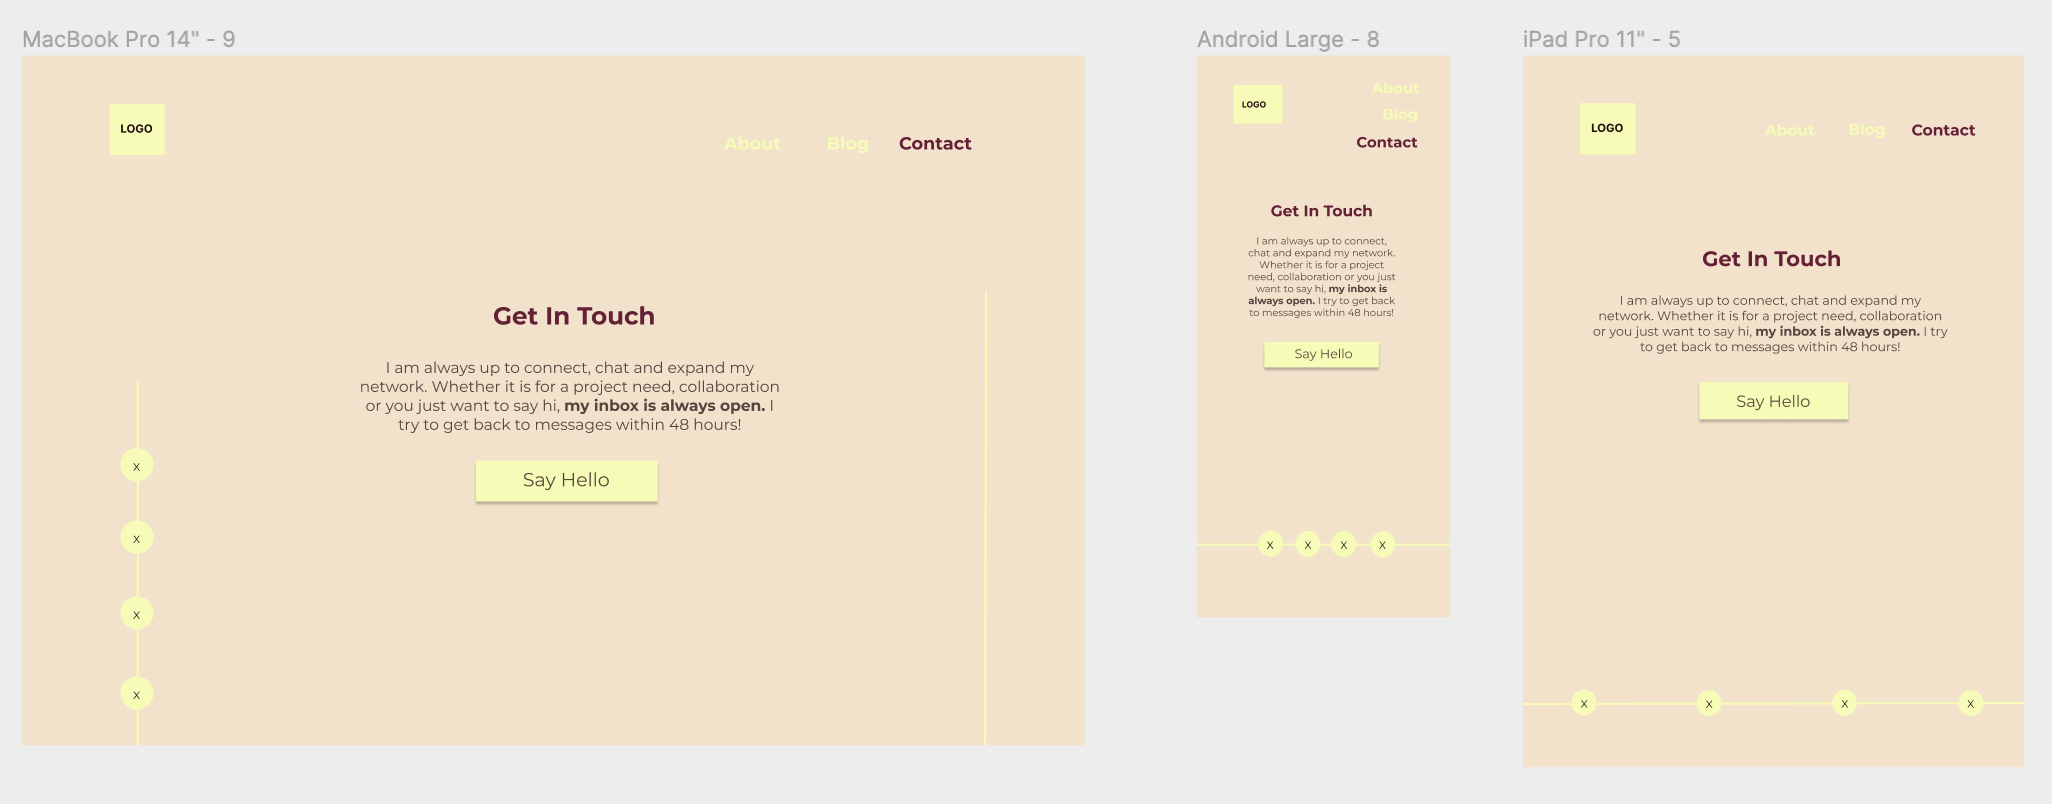 MacBook Pro 14" - 9
LOGO
About Blog Contact
Get In Touch
I am always up to connect, chat and expand my
network. Whether it is for a project need, collaboration
or you just want to say hi, my inbox is always open. I
try to get back to messages within 48 hours!
Say Hello
x
x
x
x
Android Large - 8
LOGO
About
Blog
Contact
Get In Touch
I am always up to connect,
chat and expand my network.
Whether it is for a project
need, collaboration or you just
want to say hi, my inbox is
always open. I try to get back
to messages within 48 hours!
Say Hello
x x x x
iPad Pro 11" - 5
LOGO
About Blog Contact
Get In Touch
I am always up to connect, chat and expand my
network. Whether it is for a project need, collaboration
or you just want to say hi, my inbox is always open. I try
to get back to messages within 48 hours!
Say Hello
x x x x